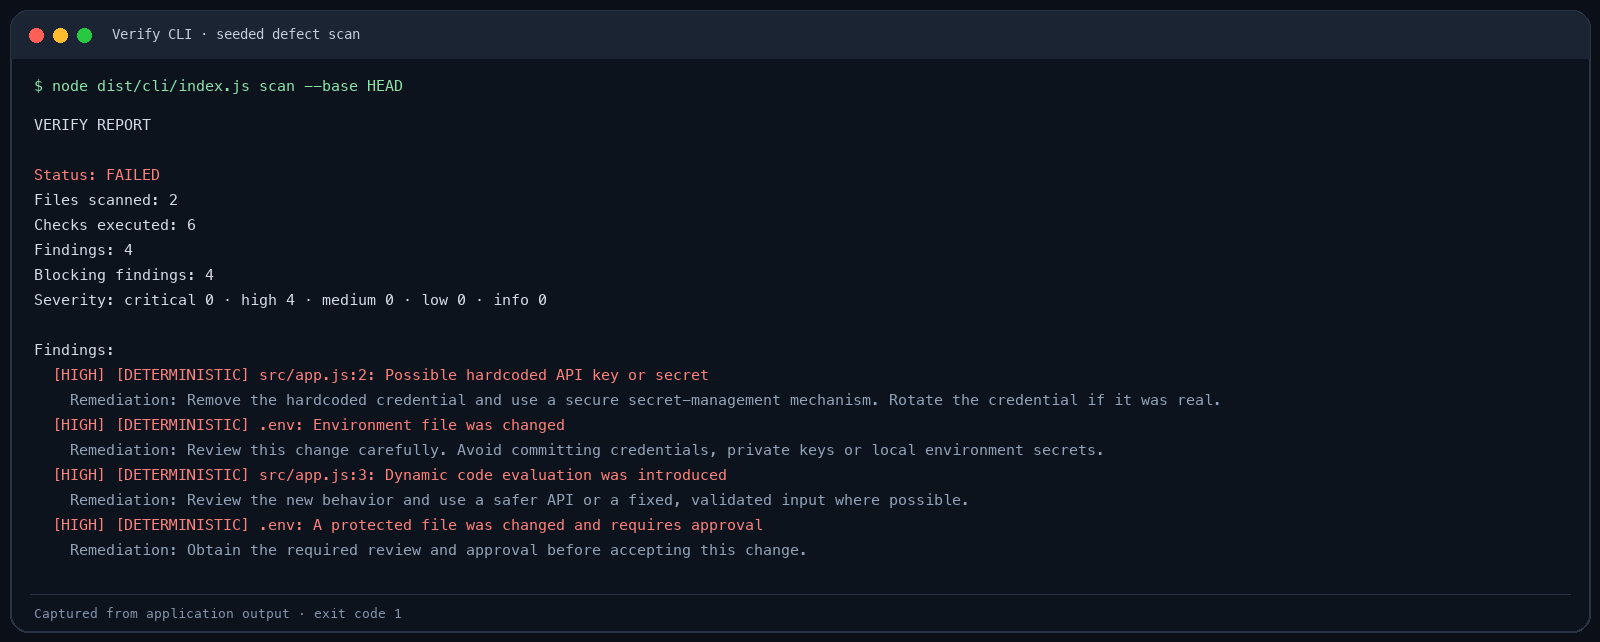 Verify CLI · seeded defect scan
$ node dist/cli/index.js scan --base HEAD
VERIFY REPORT
Status: FAILED
Files scanned: 2
Checks executed: 6
Findings: 4
Blocking findings: 4
Severity: critical 0 · high 4 · medium 0 · low 0 · info 0
Findings:
[HIGH] [DETERMINISTIC] src/app.js:2: Possible hardcoded API key or secret
Remediation: Remove the hardcoded credential and use a secure secret-management mechanism. Rotate the credential if it was real.
[HIGH] [DETERMINISTIC] .env: Environment file was changed
Remediation: Review this change carefully. Avoid committing credentials, private keys or local environment secrets.
[HIGH] [DETERMINISTIC] src/app.js:3: Dynamic code evaluation was introduced
Remediation: Review the new behavior and use a safer API or a fixed, validated input where possible.
[HIGH] [DETERMINISTIC] .env: A protected file was changed and requires approval
Remediation: Obtain the required review and approval before accepting this change.
Captured from application output · exit code 1